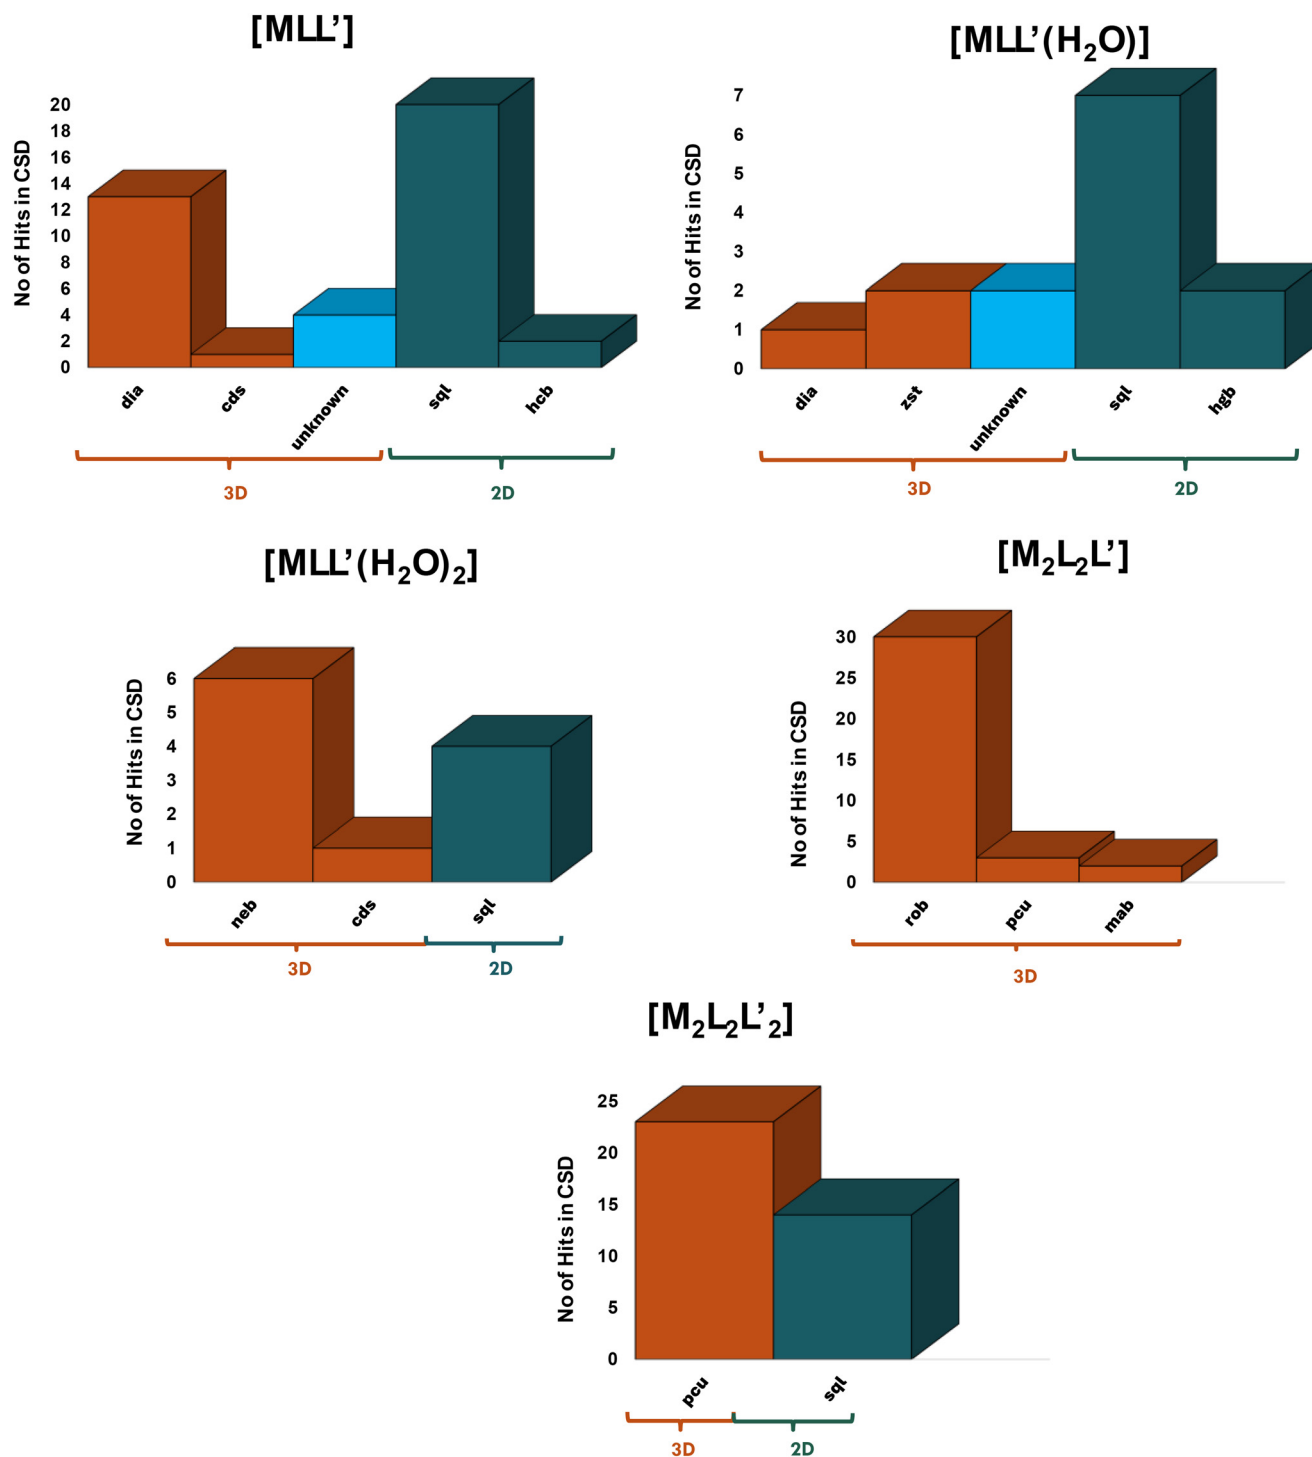 [MLL’]
No of Hits in CSD
20
18
16
14
12
10
8
6
4
2
0
dia
cds
unknown
sql
hcb
3D
2D
[MLL’(H₂O)]
No of Hits in CSD
7
6
5
4
3
2
1
0
dia
zst
unknown
sql
hgb
3D
2D
[MLL’(H₂O)₂]
No of Hits in CSD
6
5
4
3
2
1
0
neb
cds
sql
3D
2D
[M₂L₂L’]
No of Hits in CSD
30
25
20
15
10
5
0
rob
pcu
mab
3D
[M₂L₂L’₂]
No of Hits in CSD
25
20
15
10
5
0
pcu
sql
3D
2D